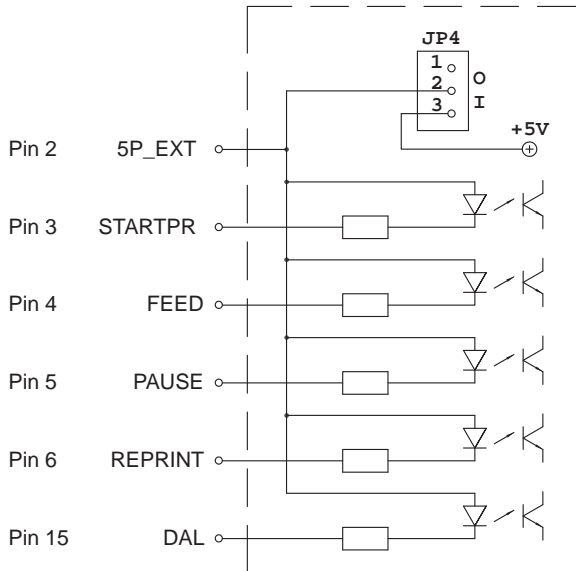 JP4
1
2
3
O
I
+5V
Pin 2 5P_EXT
Pin 3 STARTPR
Pin 4 FEED
Pin 5 PAUSE
Pin 6 REPRINT
Pin 15 DAL